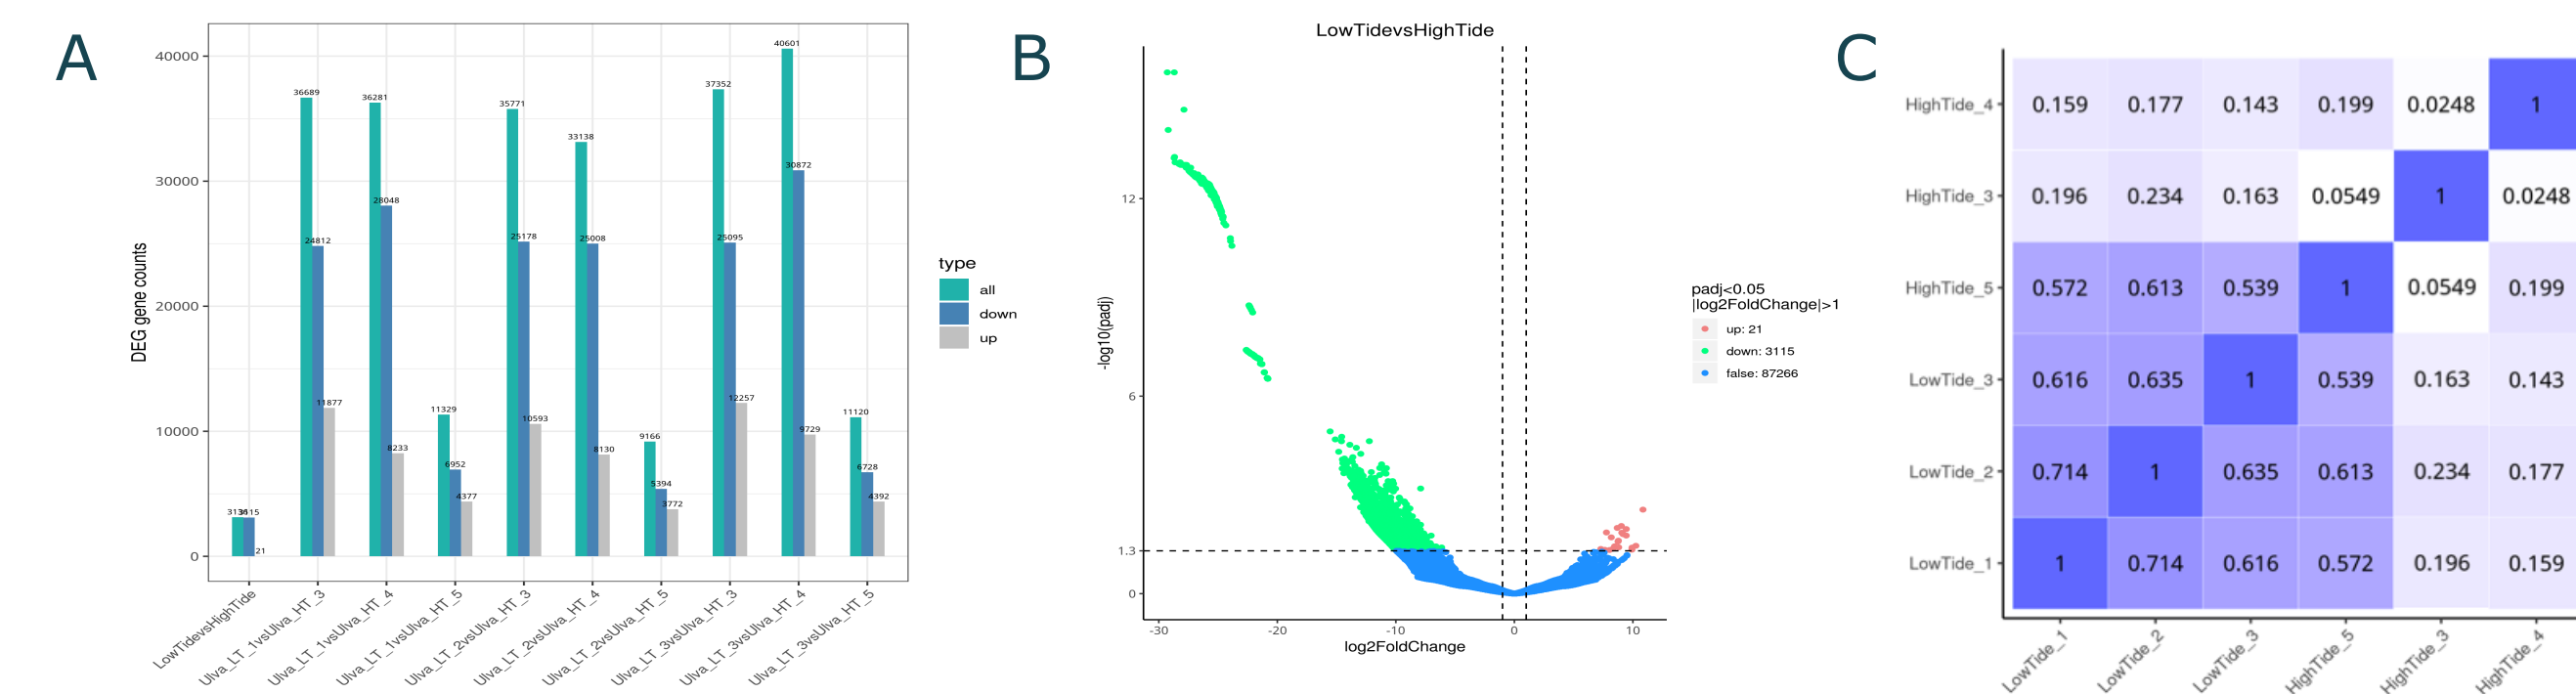 A
DEG gene counts
40000
30000
20000
10000
0
3136
3115
21
36689
24812
11877
36281
28048
8233
11329
6952
4377
35771
25178
10593
33138
25008
8130
9166
5394
3772
37352
25095
12257
40601
30872
9729
11120
6728
4392
LowTidevsHighTide
Ulva_LT_1vsUlva_HT_3
Ulva_LT_1vsUlva_HT_4
Ulva_LT_1vsUlva_HT_5
Ulva_LT_2vsUlva_HT_3
Ulva_LT_2vsUlva_HT_4
Ulva_LT_2vsUlva_HT_5
Ulva_LT_3vsUlva_HT_3
Ulva_LT_3vsUlva_HT_4
Ulva_LT_3vsUlva_HT_5
type
all
down
up
B
LowTidevsHighTide
-log10(padj)
12
6
1.3
0
-30 -20 -10 0 10
log2FoldChange
padj<0.05
|log2FoldChange|>1
up: 21
down: 3115
false: 87266
C
HighTide_4 0.159 0.177 0.143 0.199 0.0248 1
HighTide_3 0.196 0.234 0.163 0.0549 1 0.0248
HighTide_5 0.572 0.613 0.539 1 0.0549 0.199
LowTide_3 0.616 0.635 1 0.539 0.163 0.143
LowTide_2 0.714 1 0.635 0.613 0.234 0.177
LowTide_1 1 0.714 0.616 0.572 0.196 0.159
LowTide_1
LowTide_2
LowTide_3
HighTide_5
HighTide_3
HighTide_4